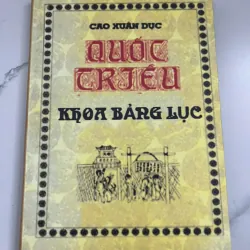 CAO XUÂN DỤC
QUỐC
TRIỀU
KHOA BẢNG LỤC